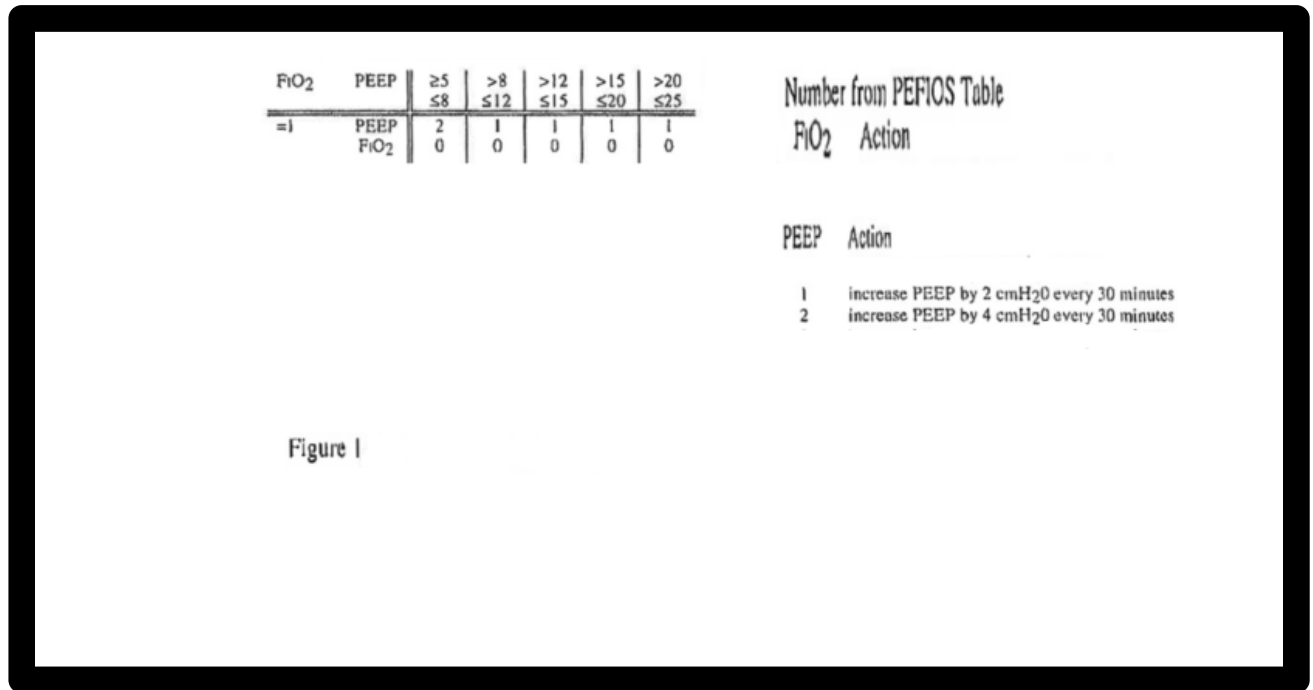 FiO2 PEEP ≥5 >8 >12 >15 >20
≤8 ≤12 ≤15 ≤20 ≤25
=1 PEEP 2 1 1 1 1
FiO2 0 0 0 0 0
Number from PEFIOS Table
FiO2 Action
PEEP Action
1 increase PEEP by 2 cmH20 every 30 minutes
2 increase PEEP by 4 cmH20 every 30 minutes
Figure 1